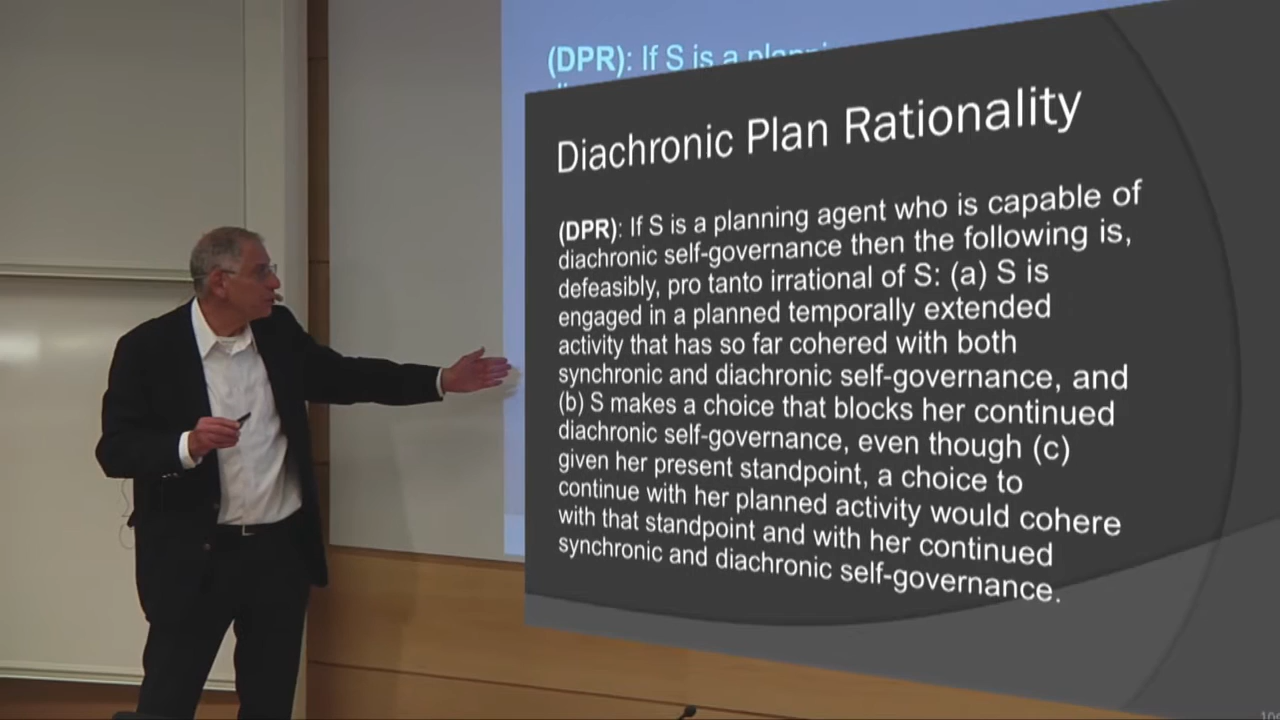 (DPR): If S is a
Diachronic Plan Rationality
(DPR): If S is a planning agent who is capable of
diachronic self-governance then the following is,
defeasibly, pro tanto irrational of S: (a) S is
engaged in a planned temporally extended
activity that has so far cohered with both
synchronic and diachronic self-governance, and
(b) S makes a choice that blocks her continued
diachronic self-governance, even though (c)
given her present standpoint, a choice to
continue with her planned activity would cohere
with that standpoint and with her continued
synchronic and diachronic self-governance.